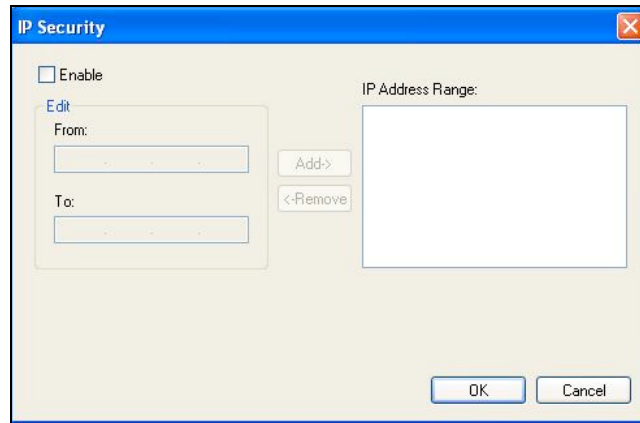 IP Security
Enable
Edit
From:
. . .
To:
. . .
IP Address Range:
Add->
<-Remove
OK
Cancel